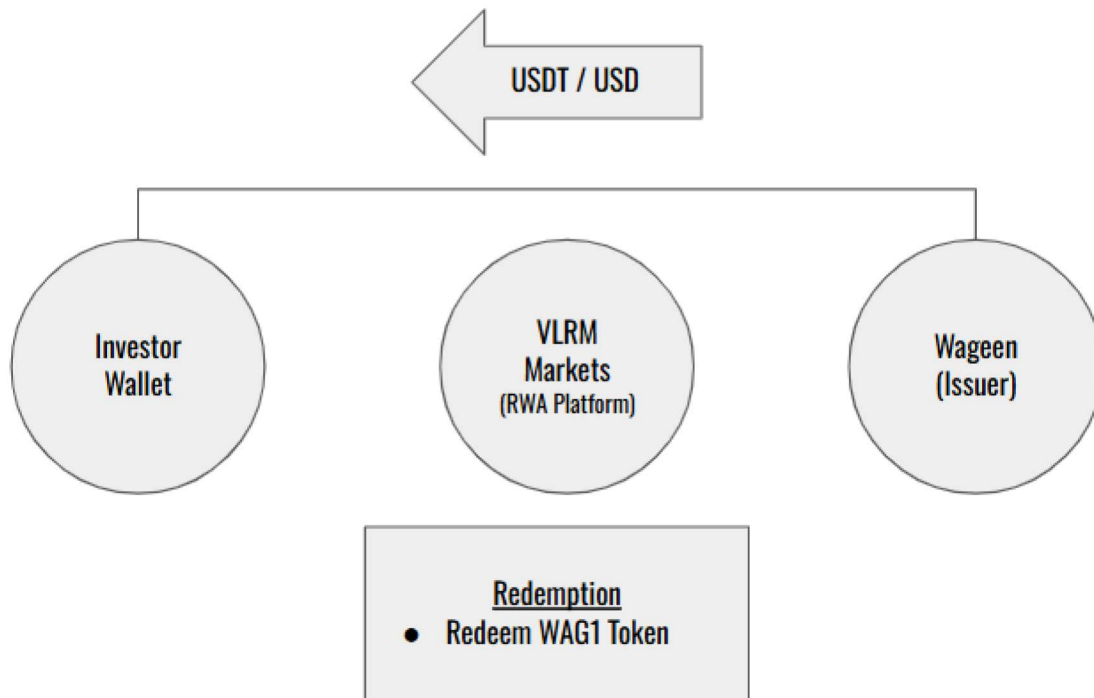 USDT / USD
Investor
Wallet
VLRM
Markets
(RWA Platform)
Wageen
(Issuer)
Redemption
● Redeem WAG1 Token